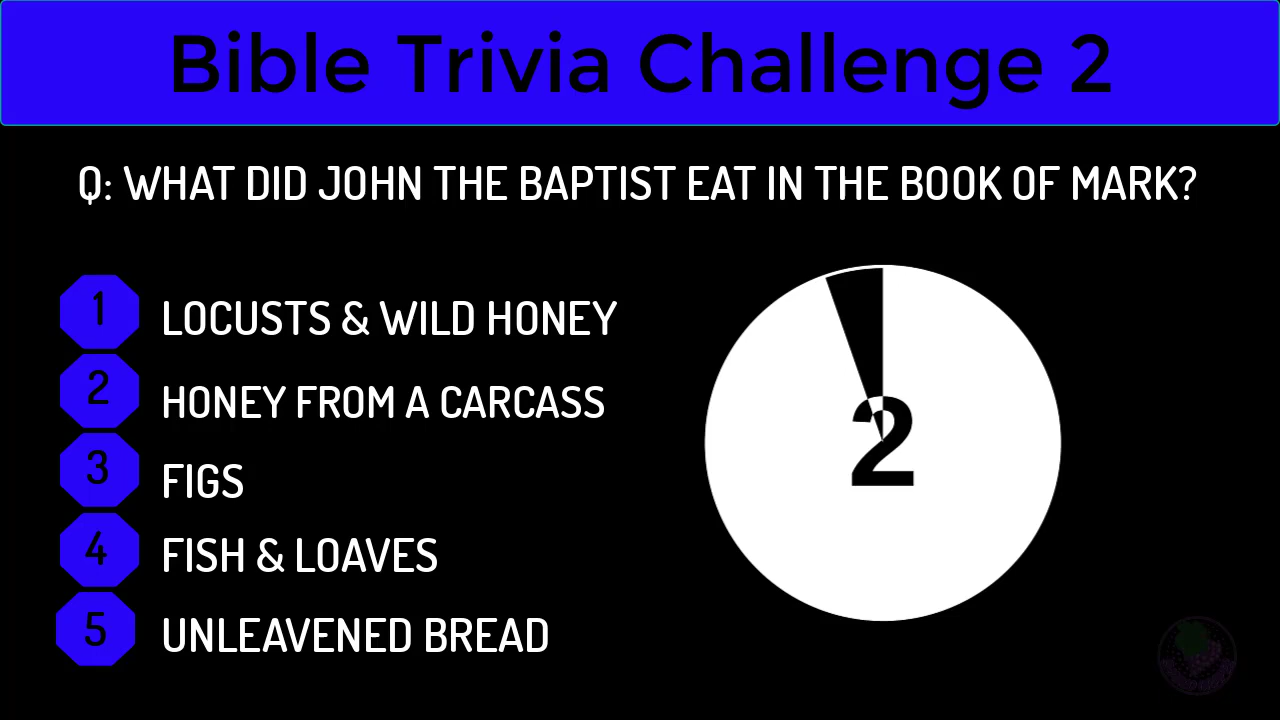 Bible Trivia Challenge 2
Q: WHAT DID JOHN THE BAPTIST EAT IN THE BOOK OF MARK?
1 LOCUSTS & WILD HONEY
2 HONEY FROM A CARCASS
3 FIGS
4 FISH & LOAVES
5 UNLEAVENED BREAD
2